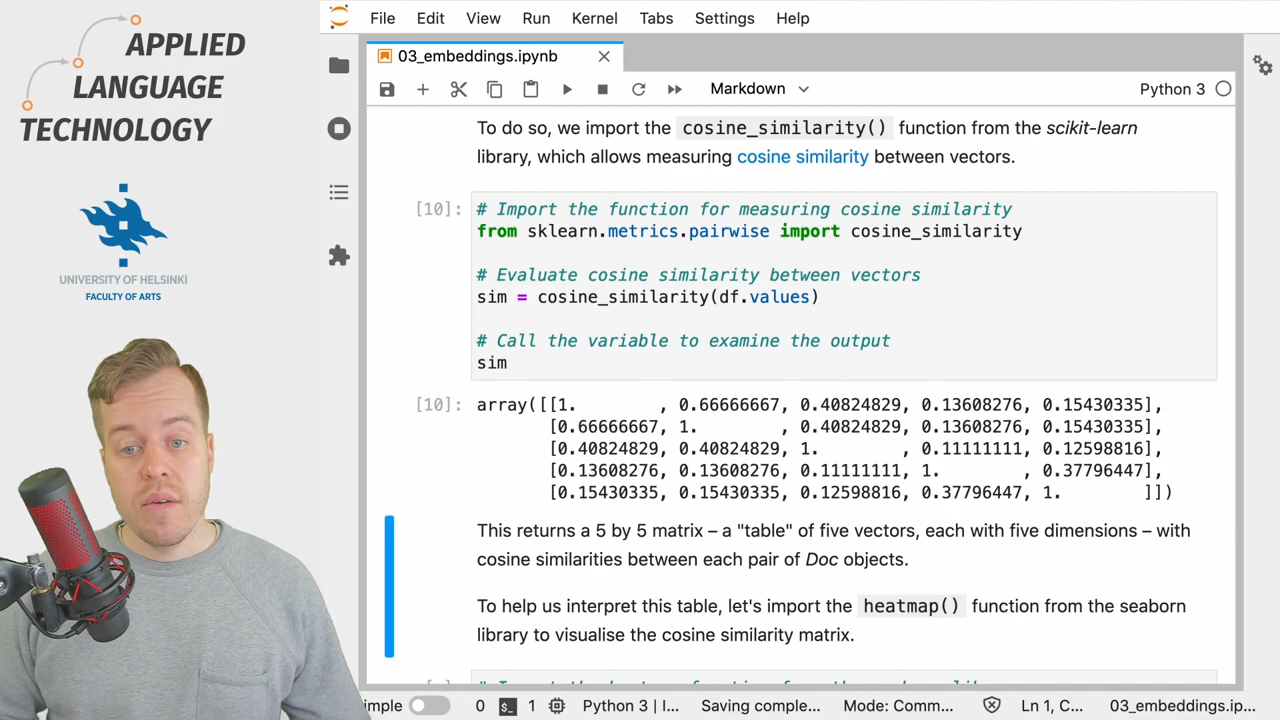 APPLIED
LANGUAGE
TECHNOLOGY
UNIVERSITY OF HELSINKI
FACULTY OF ARTS
File Edit View Run Kernel Tabs Settings Help
03_embeddings.ipynb
Markdown
Python 3
To do so, we import the cosine_similarity() function from the scikit-learn
library, which allows measuring cosine similarity between vectors.
[10]:
# Import the function for measuring cosine similarity
from sklearn.metrics.pairwise import cosine_similarity
# Evaluate cosine similarity between vectors
sim = cosine_similarity(df.values)
# Call the variable to examine the output
sim
[10]:
array([[1.        , 0.66666667, 0.40824829, 0.13608276, 0.15430335],
[0.66666667, 1.        , 0.40824829, 0.13608276, 0.15430335],
[0.40824829, 0.40824829, 1.        , 0.11111111, 0.12598816],
[0.13608276, 0.13608276, 0.11111111, 1.        , 0.37796447],
[0.15430335, 0.15430335, 0.12598816, 0.37796447, 1.        ]])
This returns a 5 by 5 matrix – a "table" of five vectors, each with five dimensions – with
cosine similarities between each pair of Doc objects.
To help us interpret this table, let's import the heatmap() function from the seaborn
library to visualise the cosine similarity matrix.
imple 0 $_ 1 Python 3 | I... Saving comple... Mode: Comm... Ln 1, C... 03_embeddings.ip...